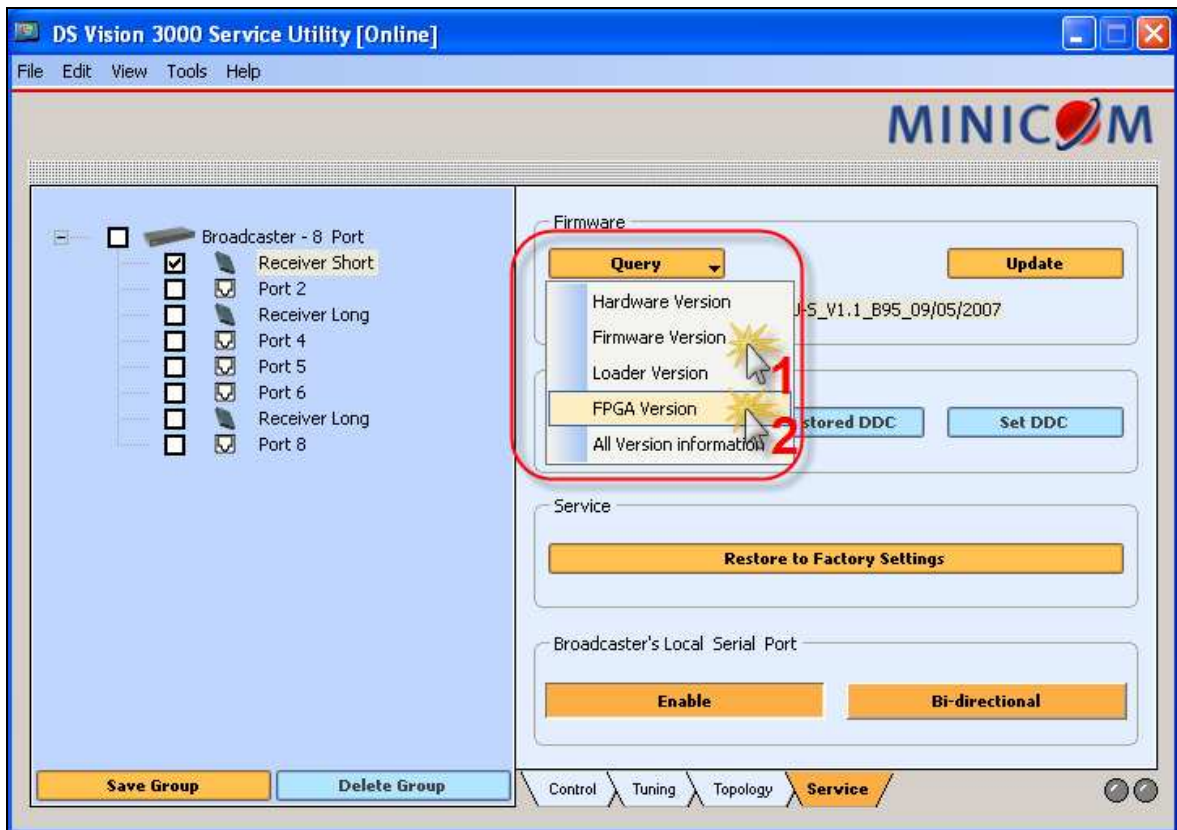 DS Vision 3000 Service Utility [Online]
File Edit View Tools Help
MINICOM
Broadcaster - 8 Port
Receiver Short
Port 2
Receiver Long
Port 4
Port 5
Port 6
Receiver Long
Port 8
Save Group
Delete Group
Firmware
Query
Update
Hardware Version
Firmware Version
Loader Version
FPGA Version
All Version information
1
2
J-S_V1.1_B95_09/05/2007
stored DDC
Set DDC
Service
Restore to Factory Settings
Broadcaster's Local Serial Port
Enable
Bi-directional
Control
Tuning
Topology
Service